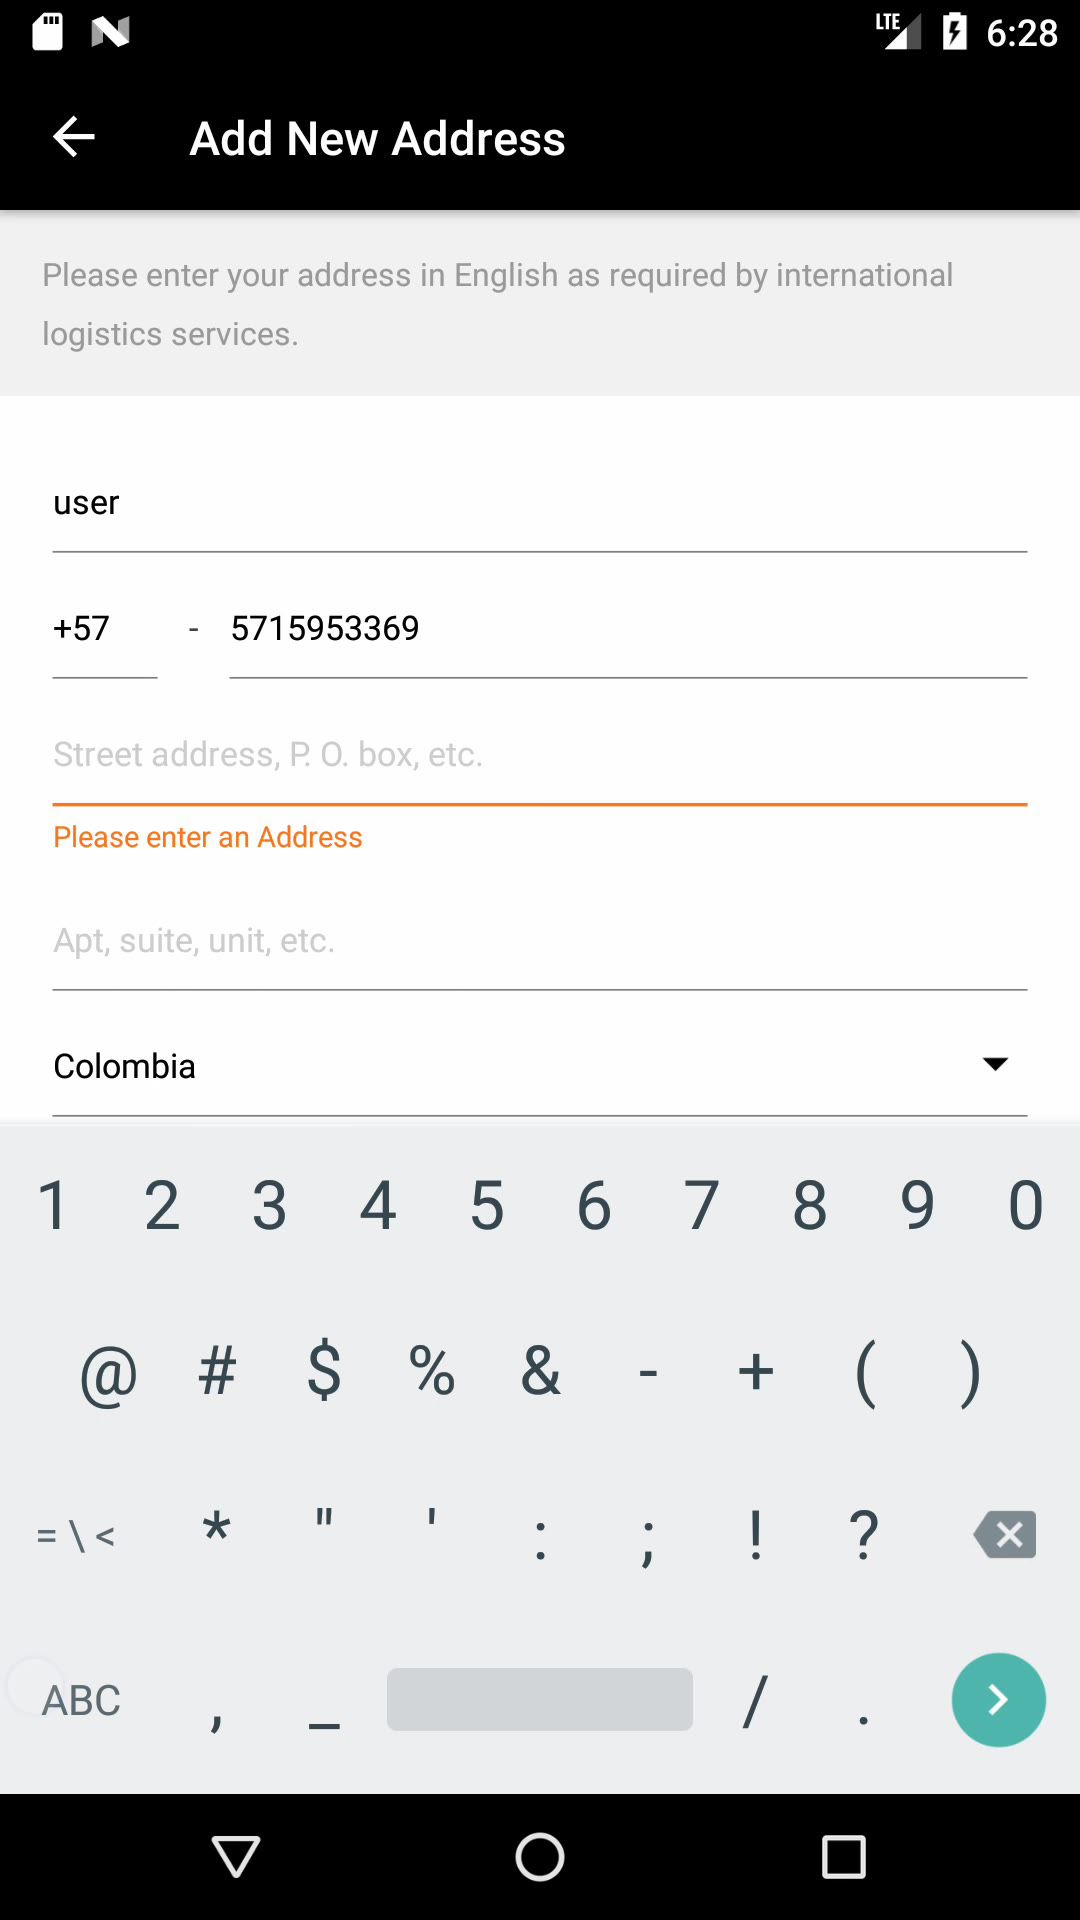 LTE 6:28
Add New Address
Please enter your address in English as required by international
logistics services.
user
+57 - 5715953369
Street address, P. O. box, etc.
Please enter an Address
Apt, suite, unit, etc.
Colombia
1 2 3 4 5 6 7 8 9 0
@ # $ % & - + ( )
= \ < * " ' : ; ! ?
ABC , _ / .